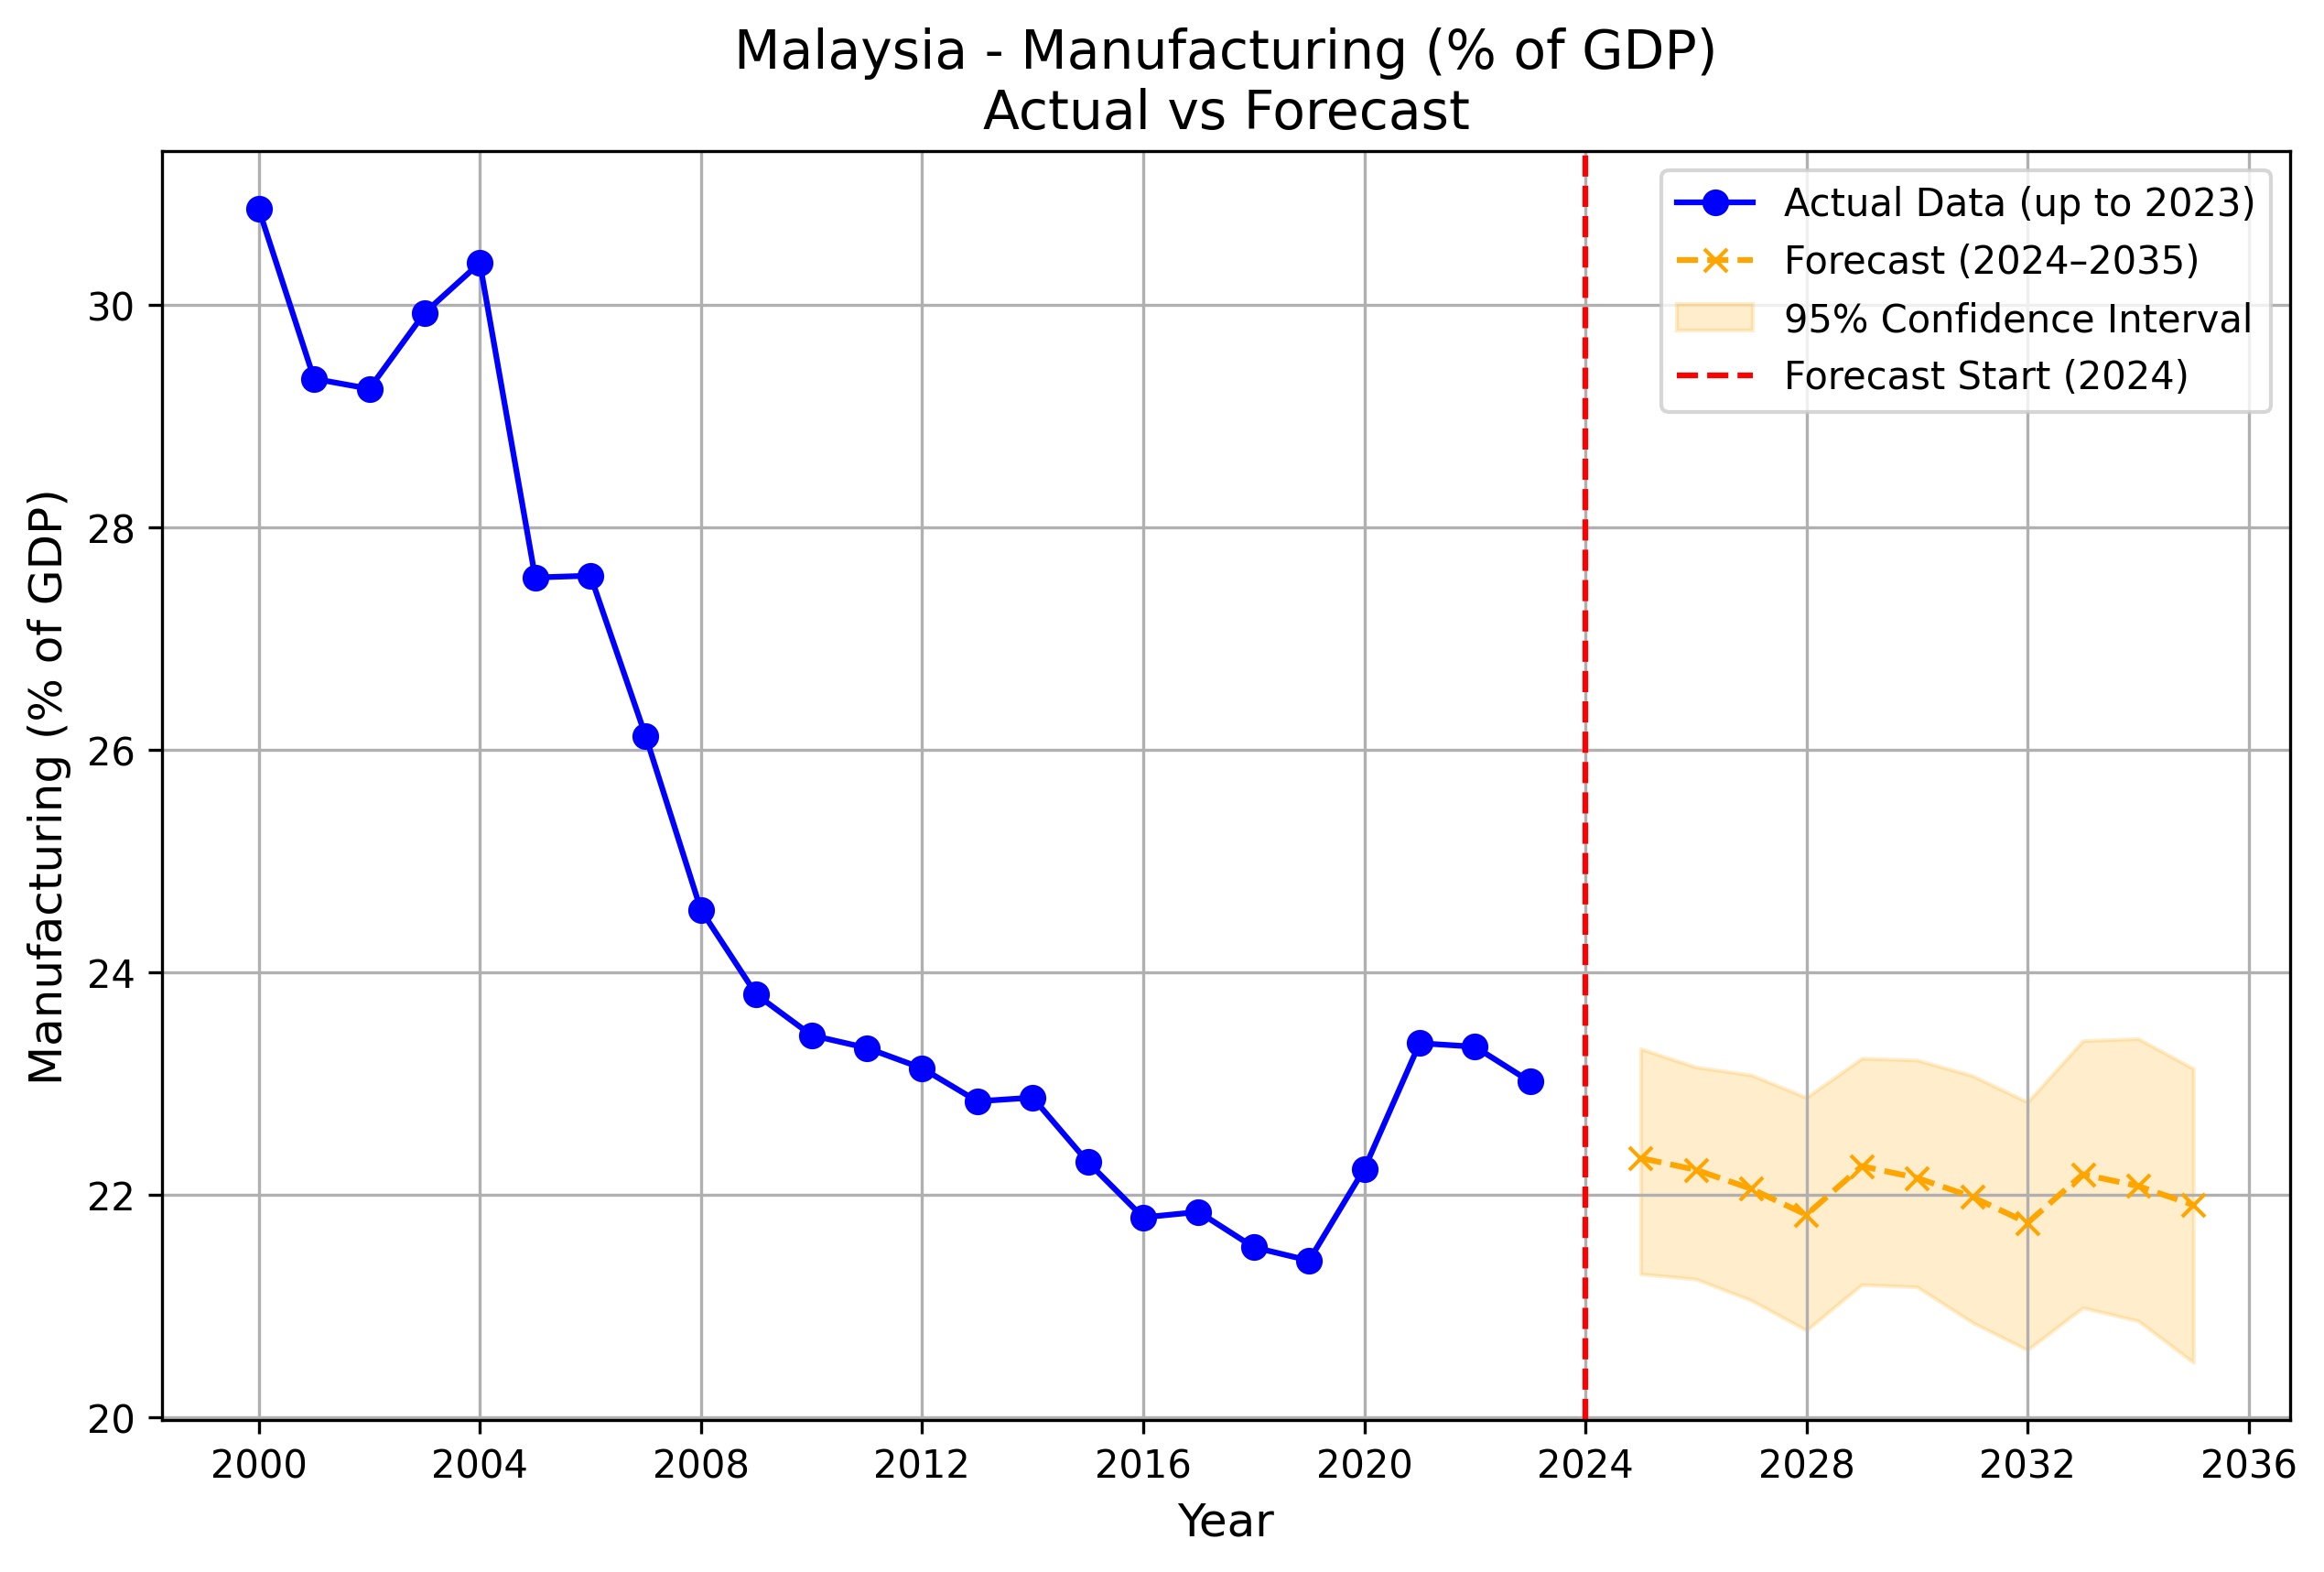 Malaysia - Manufacturing (% of GDP)
Actual vs Forecast
Actual Data (up to 2023)
Forecast (2024–2035)
95% Confidence Interval
Forecast Start (2024)
Manufacturing (% of GDP)
30
28
26
24
22
20
2000 2004 2008 2012 2016 2020 2024 2028 2032 2036
Year